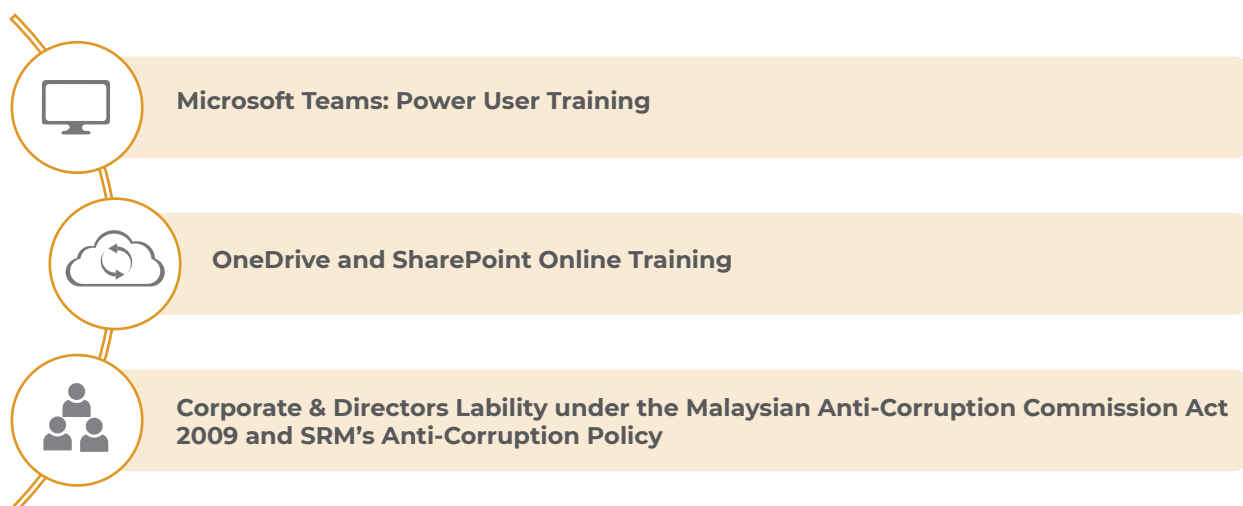 Microsoft Teams: Power User Training
OneDrive and SharePoint Online Training
Corporate & Directors Lability under the Malaysian Anti-Corruption Commission Act
2009 and SRM’s Anti-Corruption Policy